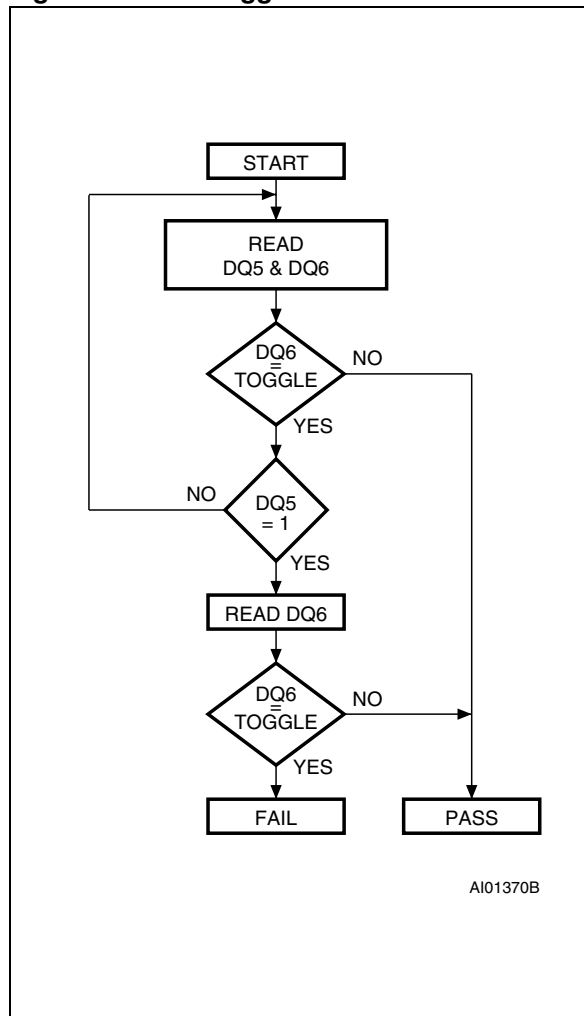 START
READ
DQ5 & DQ6
DQ6
=
TOGGLE
NO
YES
NO
DQ5
= 1
YES
READ DQ6
DQ6
=
TOGGLE
NO
YES
FAIL
PASS
AI01370B